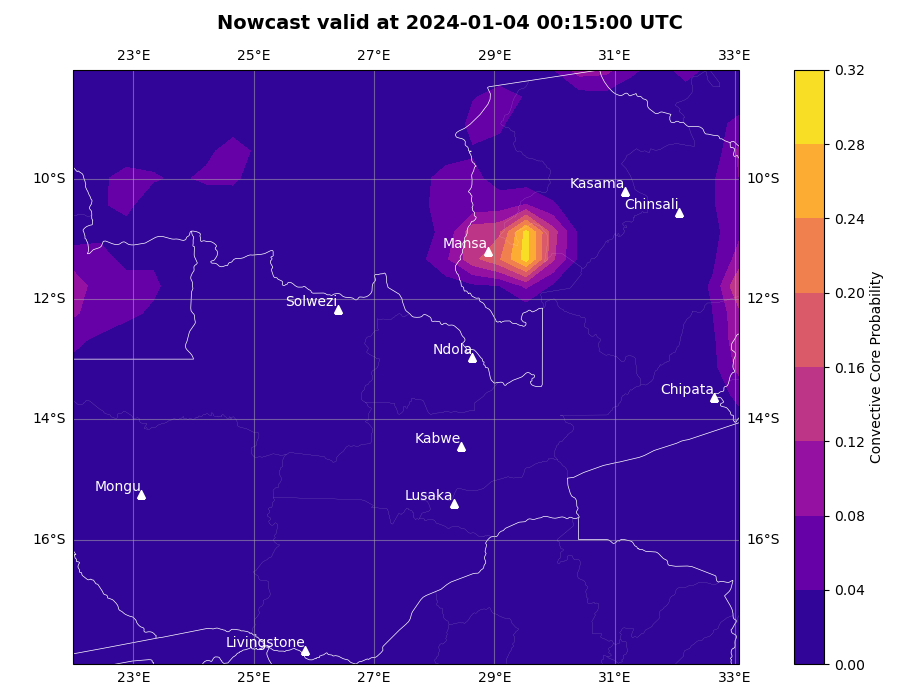 Nowcast valid at 2024-01-04 00:15:00 UTC
23°E 25°E 27°E 29°E 31°E 33°E
0.32
0.28
10°S Kasama 10°S
Chinsali
0.24
Mansa
12°S Solwezi 12°S
0.20
Ndola
0.16
Chipata
14°S 14°S
Kabwe
0.12
Mongu
Lusaka
0.08
16°S 16°S
0.04
Livingstone
0.00
23°E 25°E 27°E 29°E 31°E 33°E
Convective Core Probability